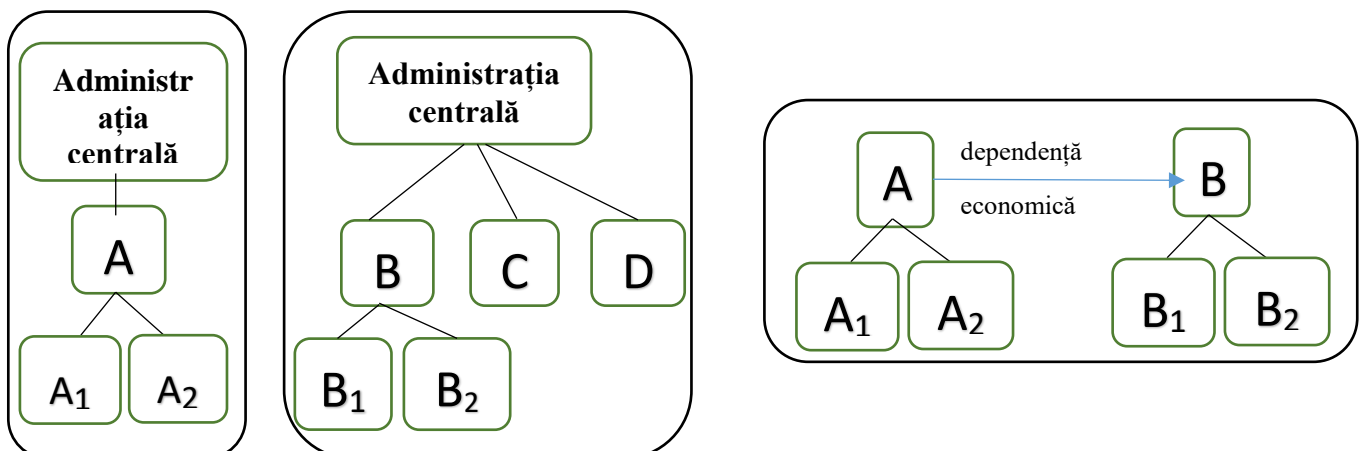 Administr
ația
centrală
A
A1
A2
Administrația
centrală
B
C
D
B1
B2
A
dependență
economică
B
A1
A2
B1
B2